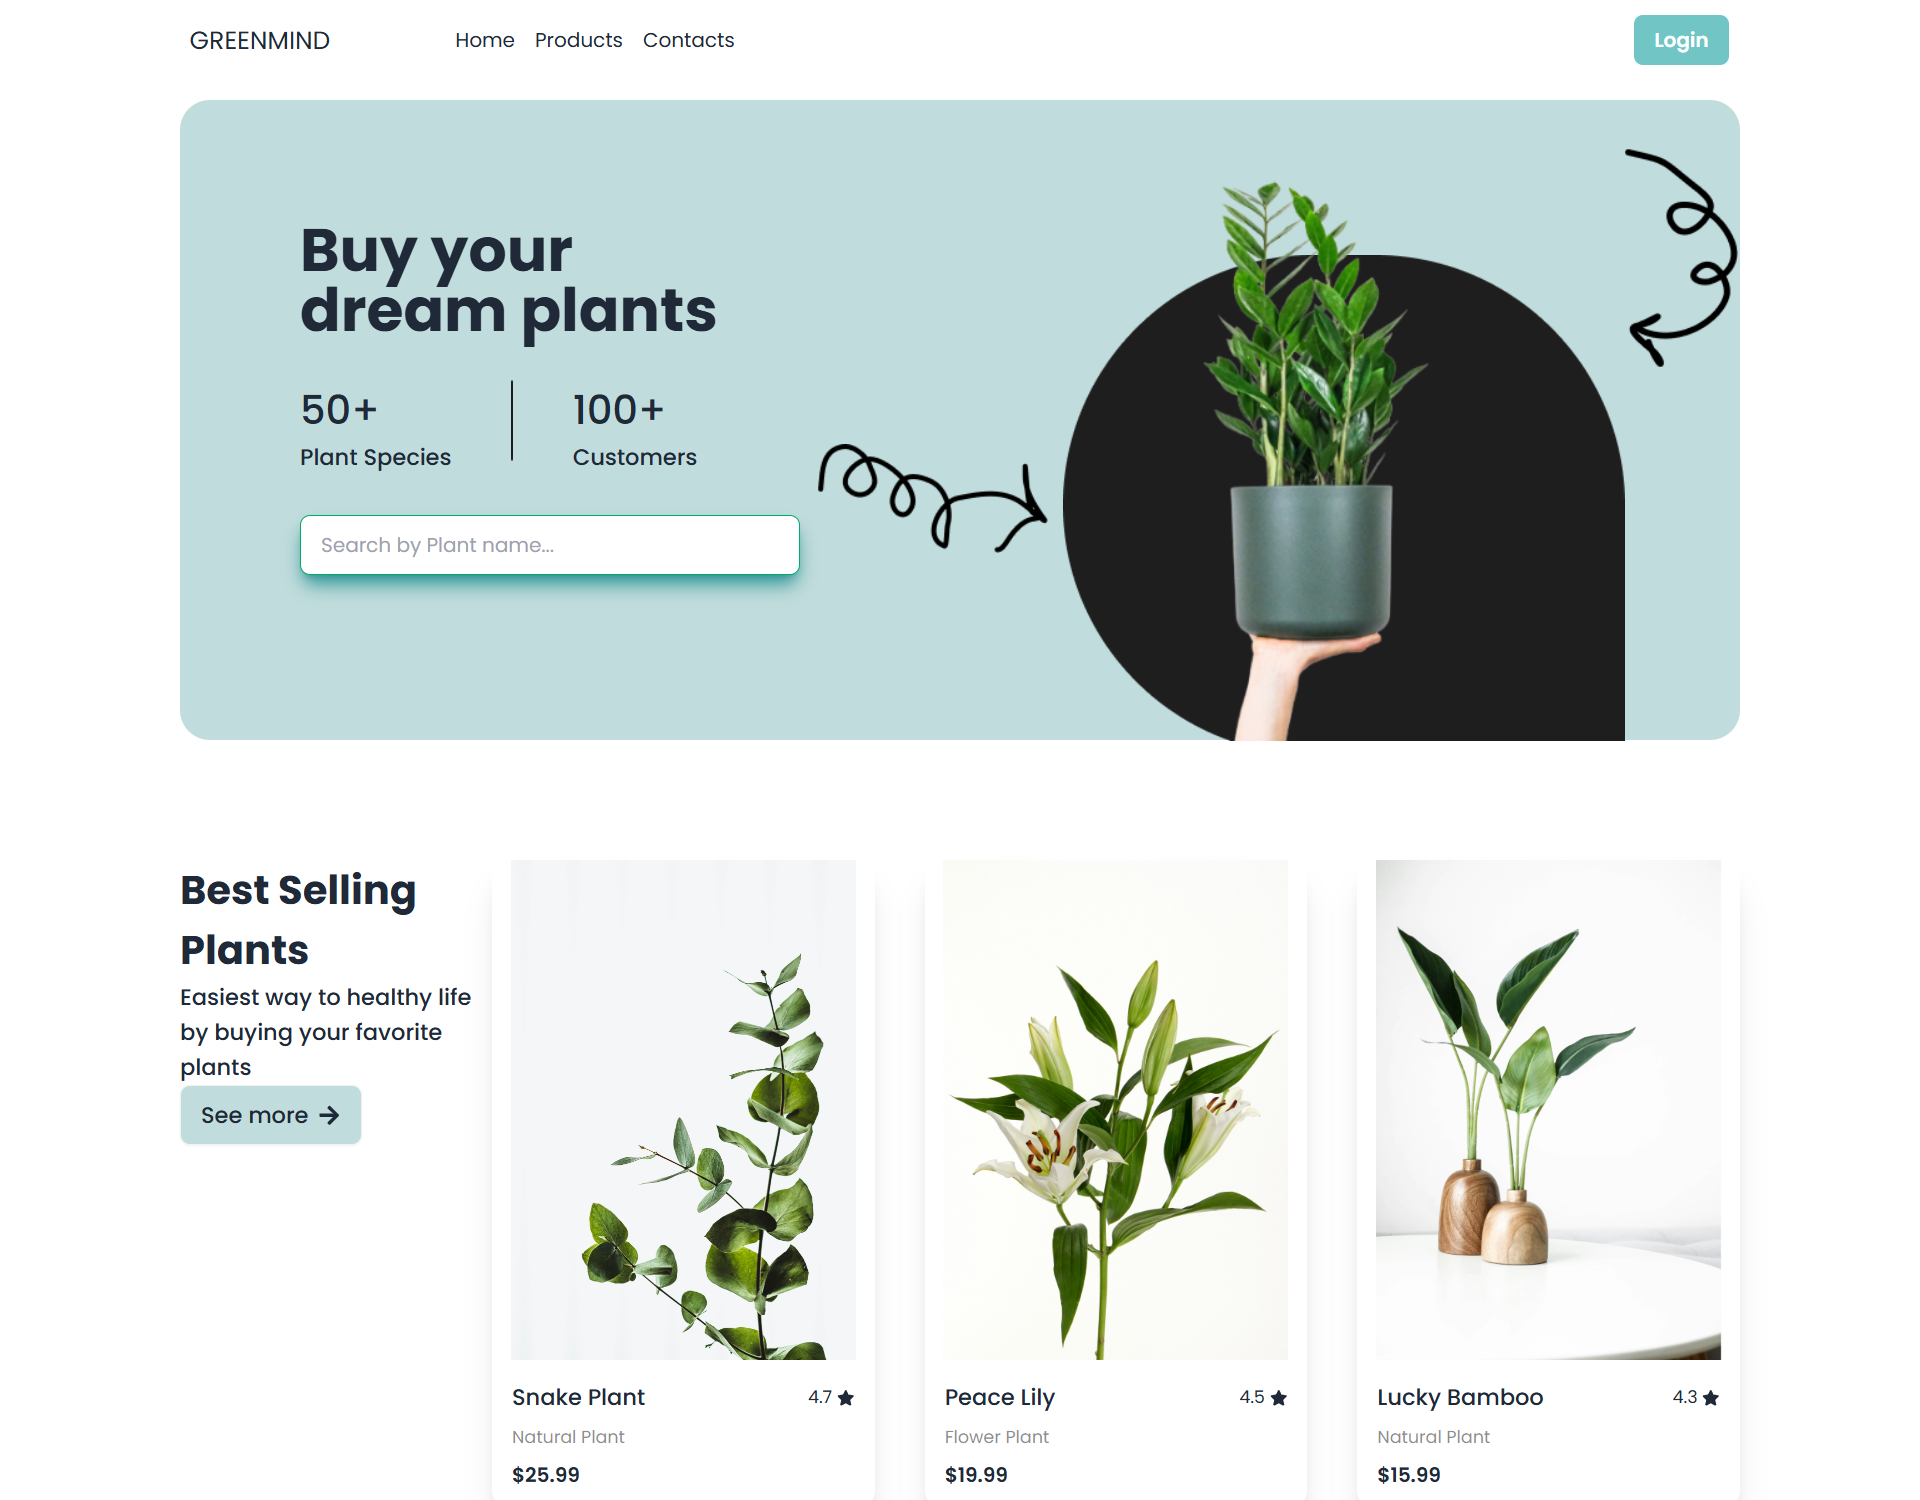 GREENMIND
Home Products Contacts
Login
Buy your
dream plants
50+
Plant Species
100+
Customers
Search by Plant name...
Best Selling
Plants
Easiest way to healthy life
by buying your favorite
plants
See more
Snake Plant 4.7
Natural Plant
$25.99
Peace Lily 4.5
Flower Plant
$19.99
Lucky Bamboo 4.3
Natural Plant
$15.99